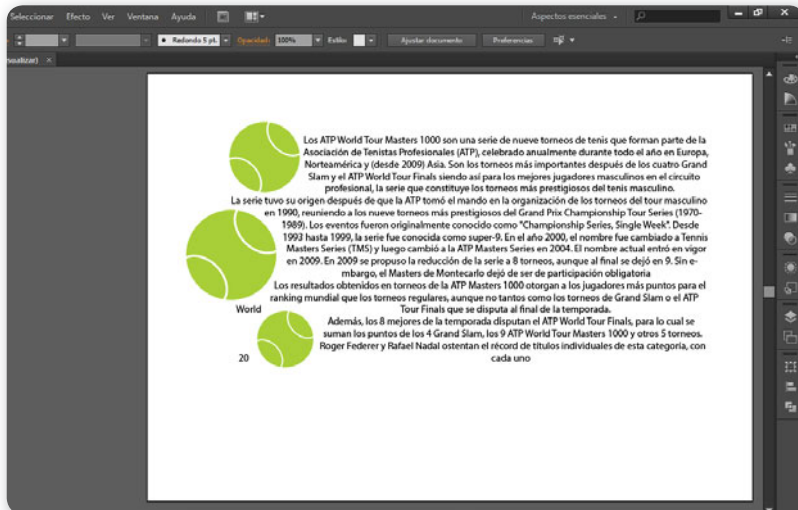 Seleccionar Efecto Ver Ventana Ayuda
Aspectos esenciales
Redondo 5 pt. Opacidad: 100% Estilo: Ajustar documento Preferencias
Los ATP World Tour Masters 1000 son una serie de nueve torneos de tenis que forman parte de la
Asociación de Tenistas Profesionales (ATP), celebrado anualmente durante todo el año en Europa,
Norteamérica y (desde 2009) Asia. Son los torneos más importantes después de los cuatro Grand
Slam y el ATP World Tour Finals siendo así para los mejores jugadores masculinos en el circuito
profesional, la serie que constituye los torneos más prestigiosos del tenis masculino.
La serie tuvo su origen después de que la ATP tomó el mando en la organización de los torneos del tour masculino
en 1990, reuniendo a los nueve torneos más prestigiosos del Grand Prix Championship Tour Series (1970-
1989). Los eventos fueron originalmente conocido como "Championship Series, Single Week". Desde
1993 hasta 1999, la serie fue conocida como super-9. En el año 2000, el nombre fue cambiado a Tennis
Masters Series (TMS) y luego cambió a la ATP Masters Series en 2004. El nombre actual entró en vigor
en 2009. En 2009 se propuso la reducción de la serie a 8 torneos, aunque al final se dejó en 9. Sin e-
mbargo, el Masters de Montecarlo dejó de ser de participación obligatoria
Los resultados obtenidos en torneos de la ATP Masters 1000 otorgan a los jugadores más puntos para el
ranking mundial que los torneos regulares, aunque no tantos como los torneos de Grand Slam o el ATP
World Tour Finals que se disputa al final de la temporada.
Además, los 8 mejores de la temporada disputan el ATP World Tour Finals, para lo cual se
suman los puntos de los 4 Grand Slam, los 9 ATP World Tour Masters 1000 y otros 5 torneos.
Roger Federer y Rafael Nadal ostentan el récord de títulos individuales de esta categoría, con
20 cada uno